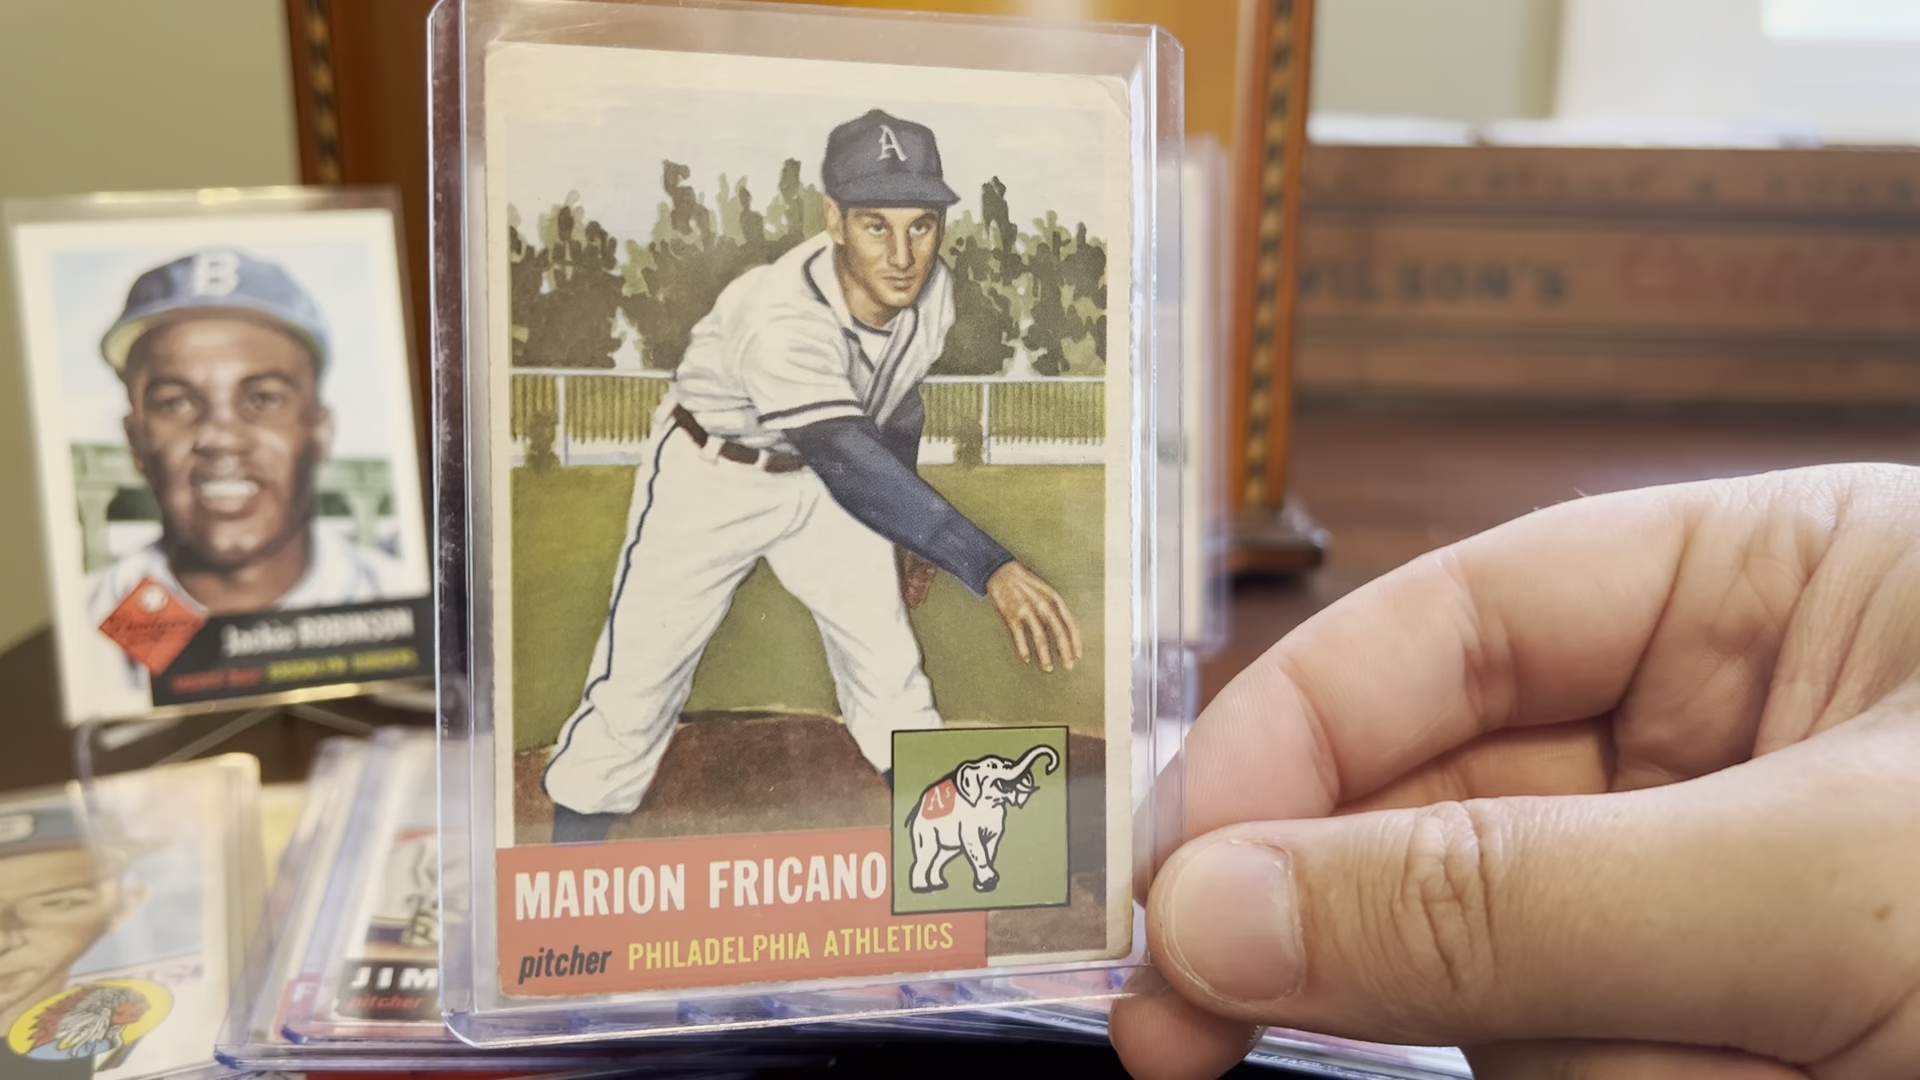 A
B
WILSON'S
Jackie ROBINSON
BROOKLYN DODGERS
A's
MARION FRICANO
pitcher PHILADELPHIA ATHLETICS
JIM
pitcher